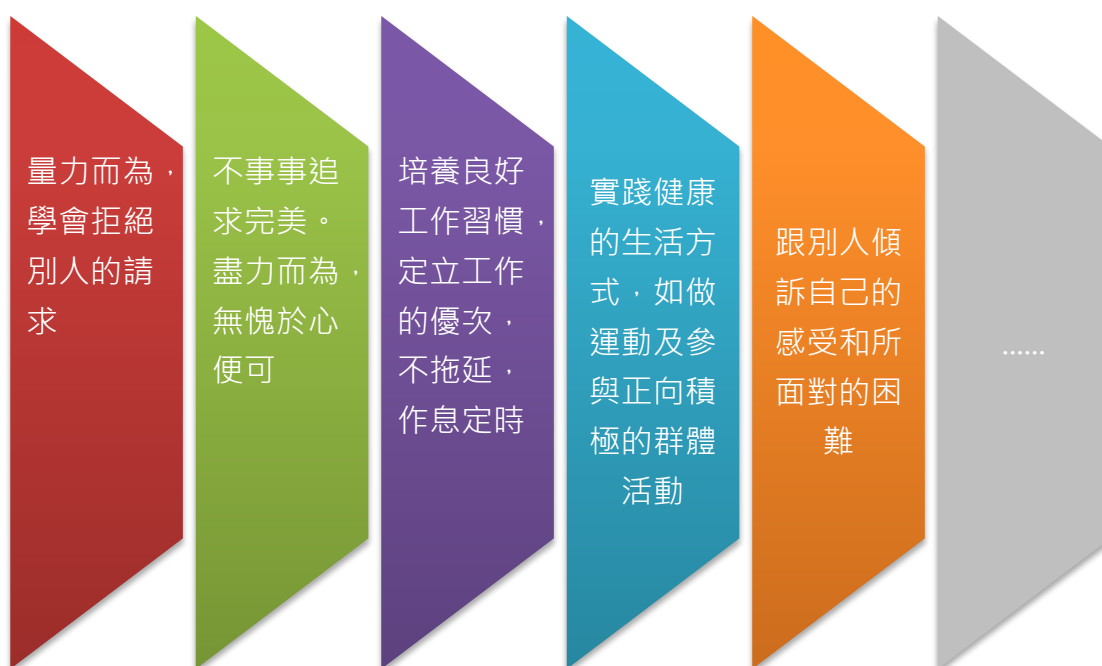 量力而為，
學會拒絕
別人的請
求
不事事追
求完美。
盡力而為，
無愧於心
便可
培養良好
工作習慣，
定立工作
的優次，
不拖延，
作息定時
實踐健康
的生活方
式，如做
運動及參
與正向積
極的群體
活動
跟別人傾
訴自己的
感受和所
面對的困
難
......